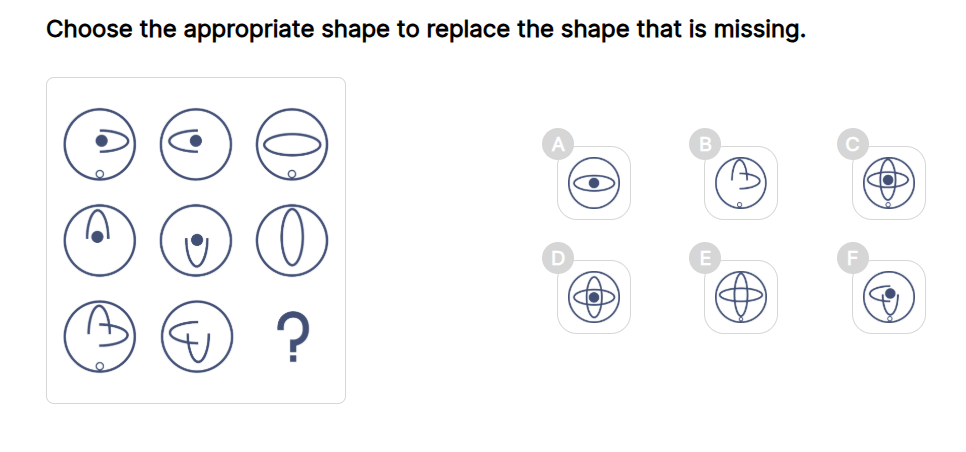 Choose the appropriate shape to replace the shape that is missing.
A
B
C
?
D
E
F